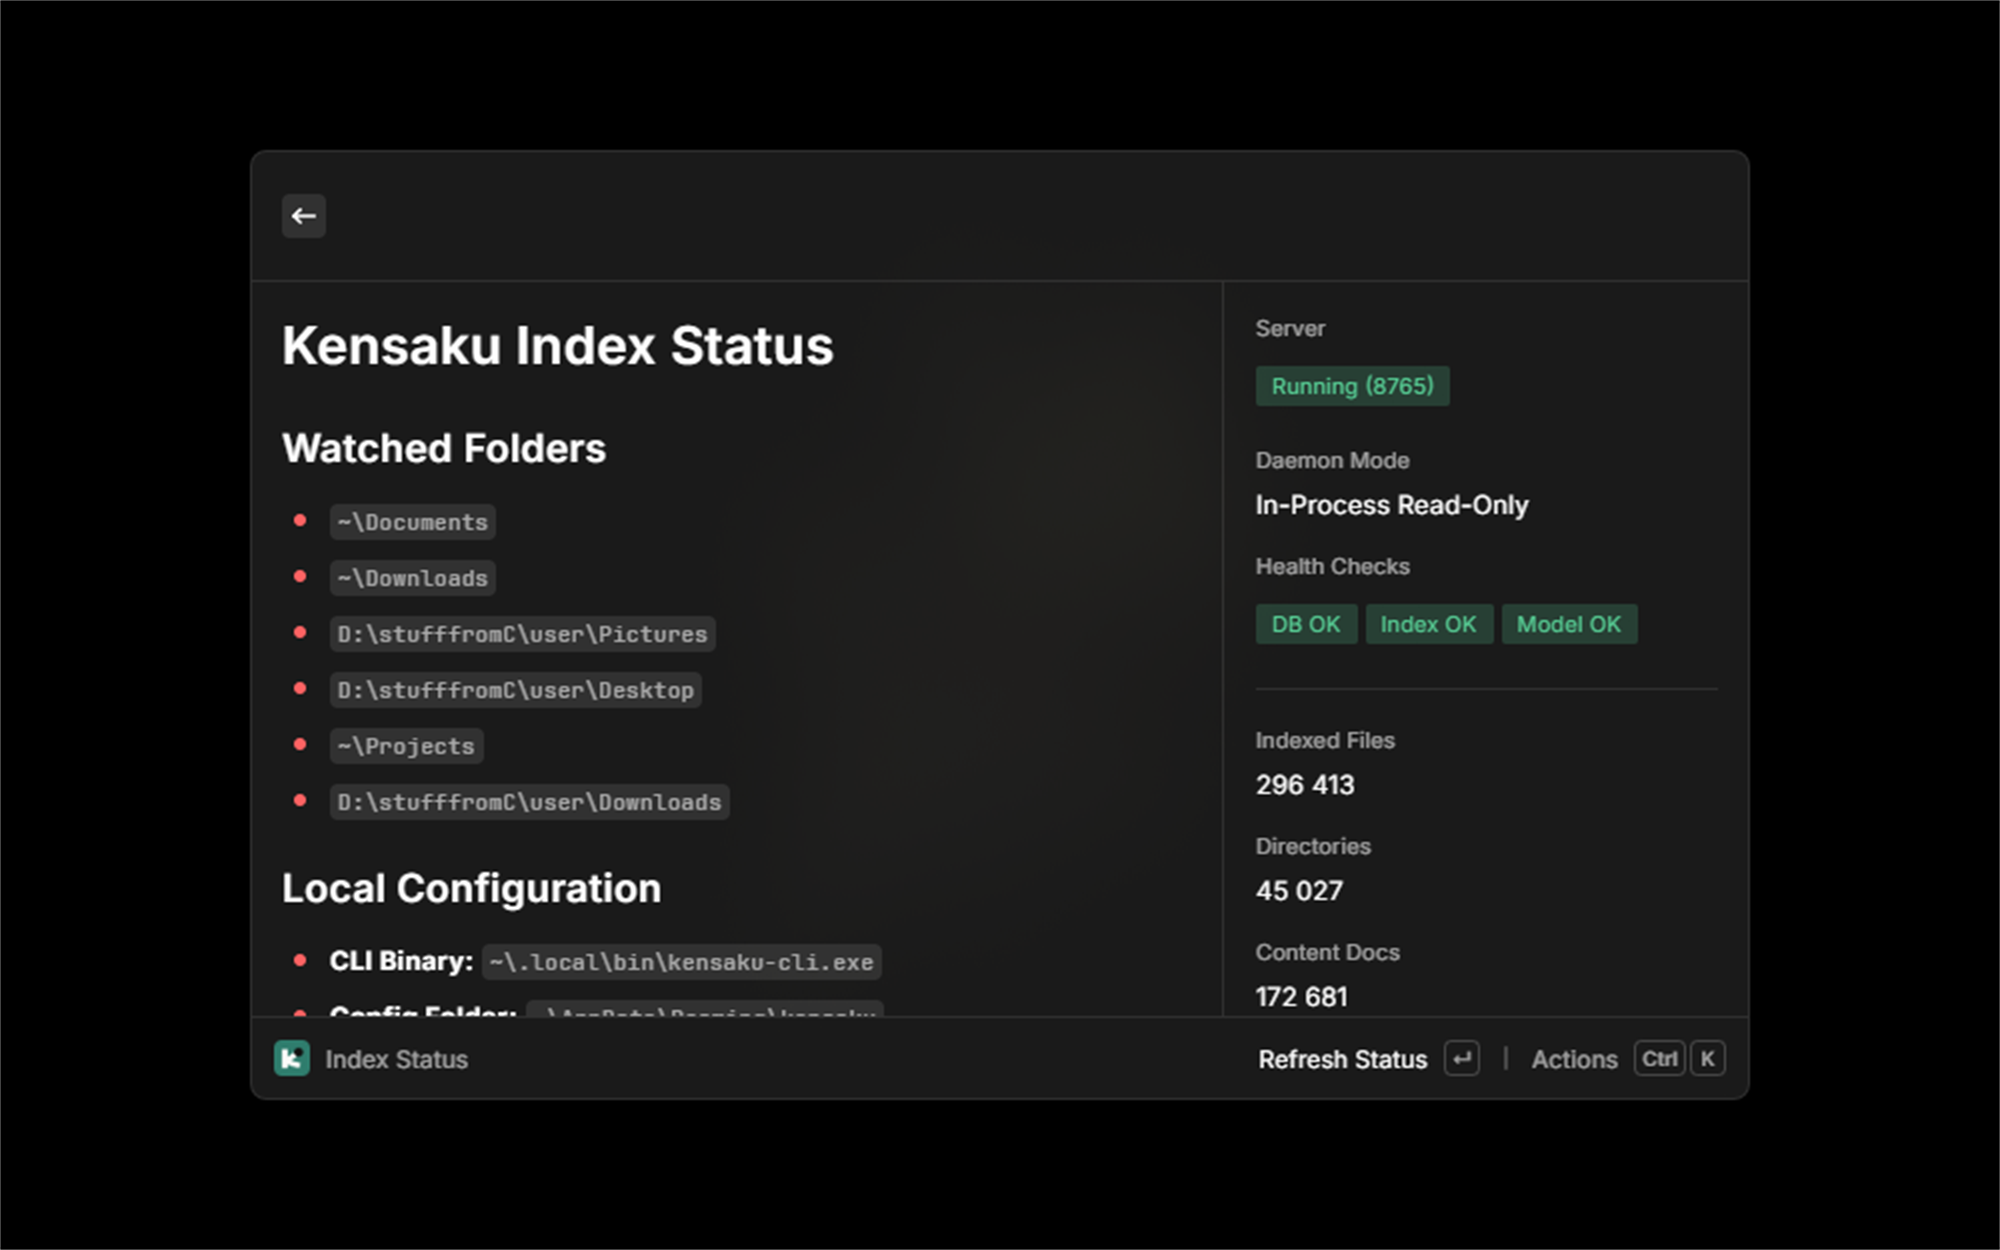 Kensaku Index Status
Watched Folders
~\Documents
~\Downloads
D:\stufffromC\user\Pictures
D:\stufffromC\user\Desktop
~\Projects
D:\stufffromC\user\Downloads
Local Configuration
CLI Binary: ~\.local\bin\kensaku-cli.exe
Config Folder:
Server
Running (8765)
Daemon Mode
In-Process Read-Only
Health Checks
DB OK Index OK Model OK
Indexed Files
296 413
Directories
45 027
Content Docs
172 681
Index Status
Refresh Status | Actions Ctrl K